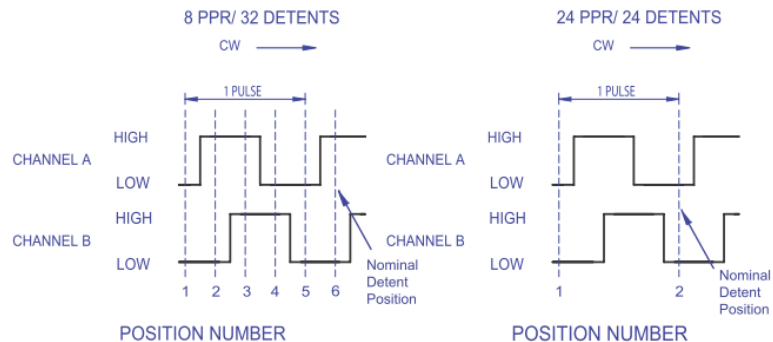 8 PPR/ 32 DETENTS
CW
1 PULSE
HIGH
CHANNEL A
LOW
HIGH
CHANNEL B
LOW
1 2 3 4 5 6
Nominal
Detent
Position
POSITION NUMBER
24 PPR/ 24 DETENTS
CW
1 PULSE
HIGH
CHANNEL A
LOW
HIGH
CHANNEL B
LOW
1 2
Nominal
Detent
Position
POSITION NUMBER